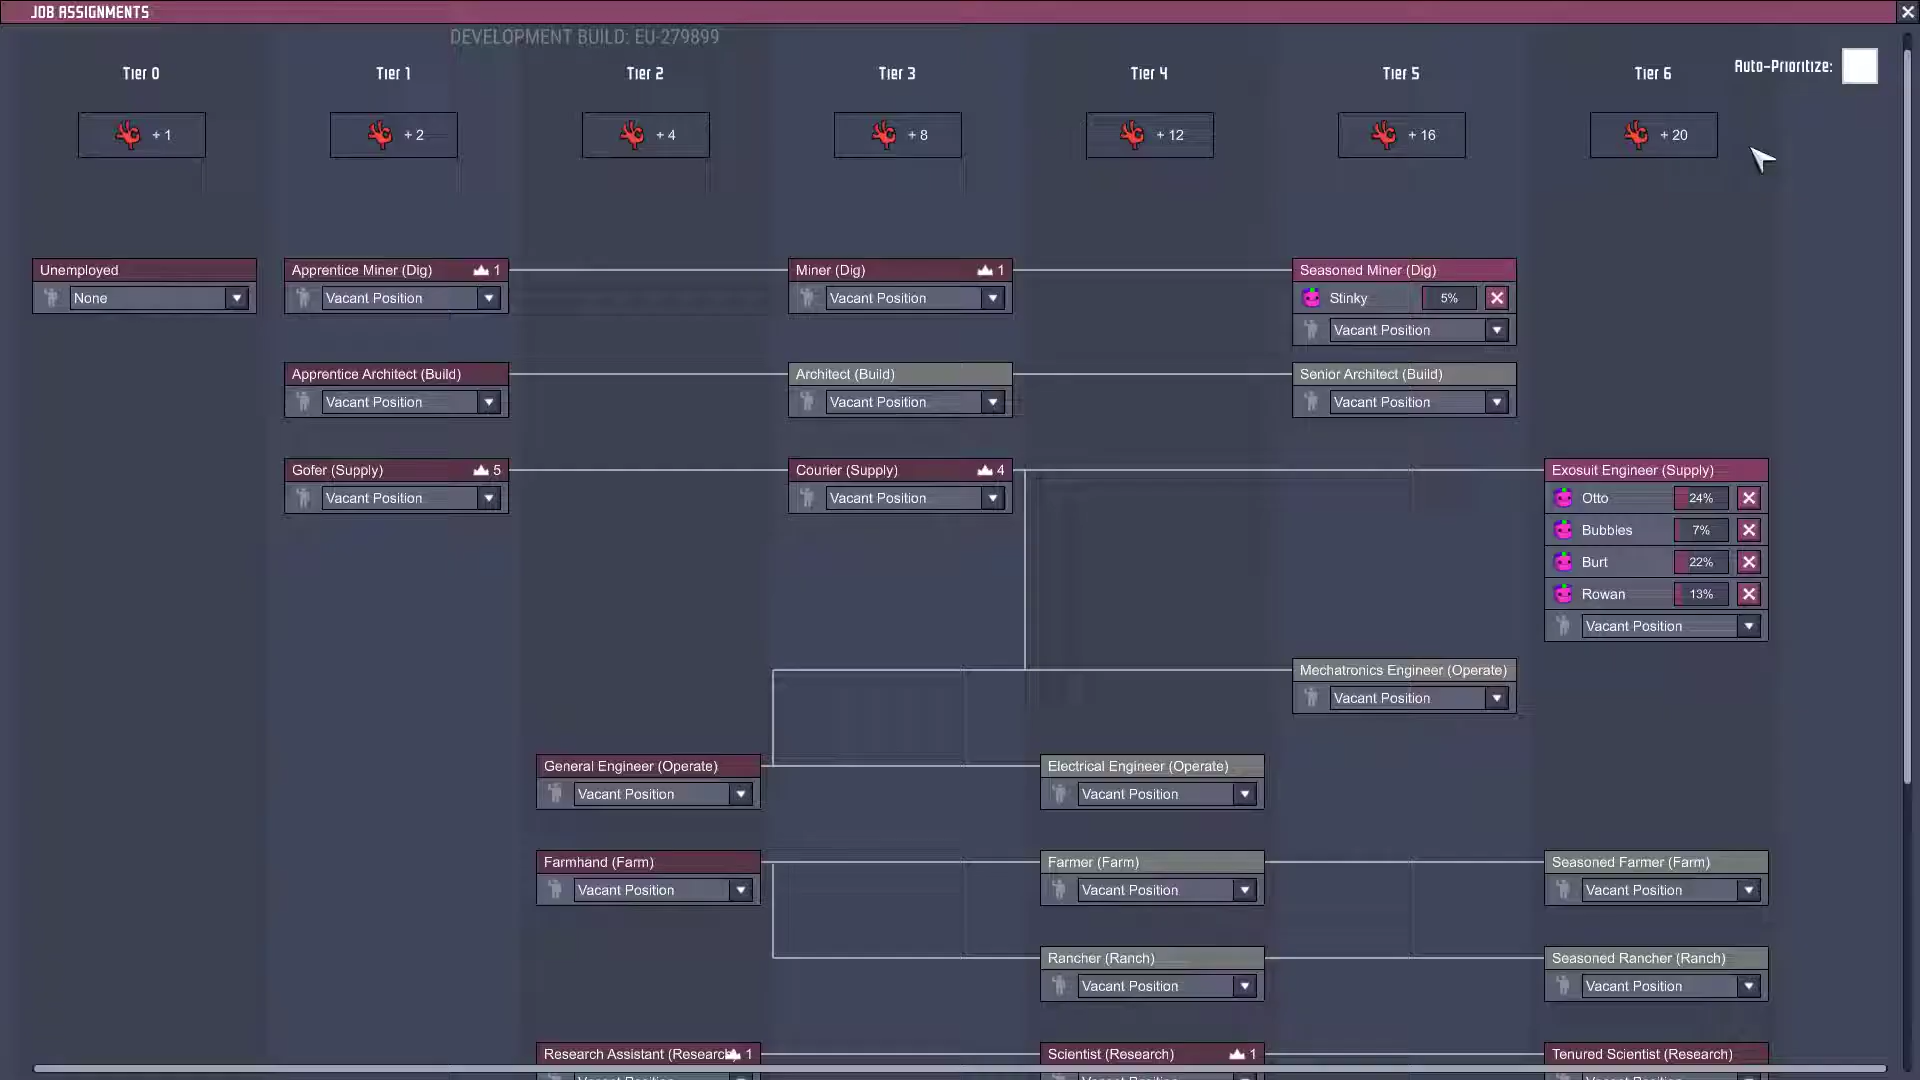 JOB ASSIGNMENTS
DEVELOPMENT BUILD: EU-279899
Auto-Prioritize:
Tier 0 Tier 1 Tier 2 Tier 3 Tier 4 Tier 5 Tier 6
+ 1 + 2 + 4 + 8 + 12 + 16 + 20
Unemployed
None
Apprentice Miner (Dig) 1
Vacant Position
Miner (Dig) 1
Vacant Position
Seasoned Miner (Dig)
Stinky 5%
Vacant Position
Apprentice Architect (Build)
Vacant Position
Architect (Build)
Vacant Position
Senior Architect (Build)
Vacant Position
Gofer (Supply) 5
Vacant Position
Courier (Supply) 4
Vacant Position
Exosuit Engineer (Supply)
Otto 24%
Bubbles 7%
Burt 22%
Rowan 13%
Vacant Position
Mechatronics Engineer (Operate)
Vacant Position
General Engineer (Operate)
Vacant Position
Electrical Engineer (Operate)
Vacant Position
Farmhand (Farm)
Vacant Position
Farmer (Farm)
Vacant Position
Seasoned Farmer (Farm)
Vacant Position
Rancher (Ranch)
Vacant Position
Seasoned Rancher (Ranch)
Vacant Position
Research Assistant (Research 1
Scientist (Research) 1
Tenured Scientist (Research)